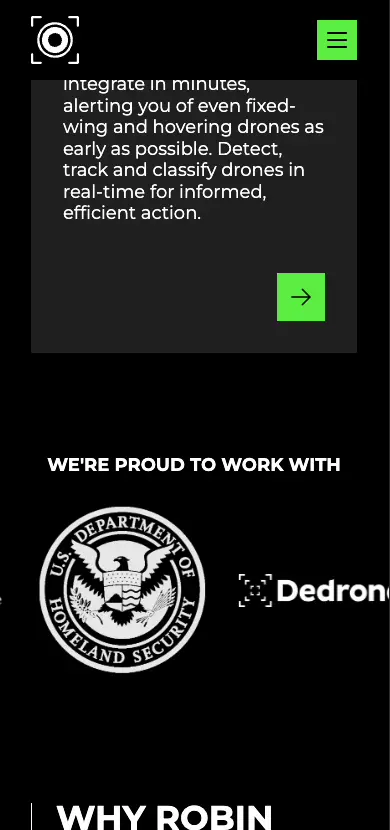 integrate in minutes,
alerting you of even fixed-
wing and hovering drones as
early as possible. Detect,
track and classify drones in
real-time for informed,
efficient action.
WE'RE PROUD TO WORK WITH
U.S. DEPARTMENT OF
HOMELAND SECURITY
Dedron
WHY ROBIN